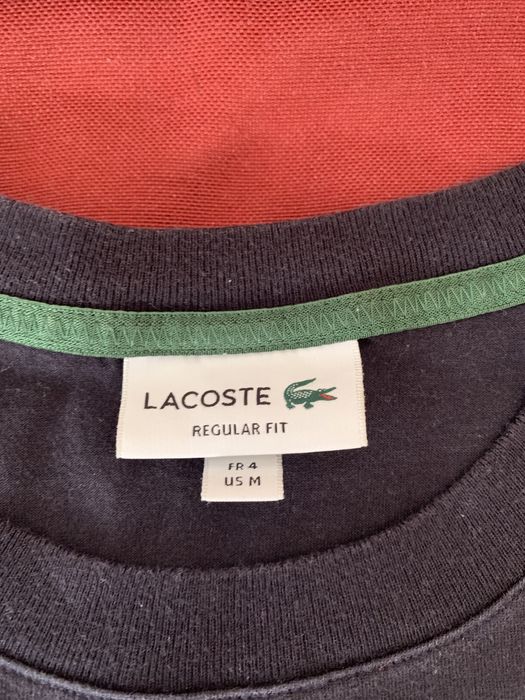 LACOSTE
REGULAR FIT
FR 4
US M